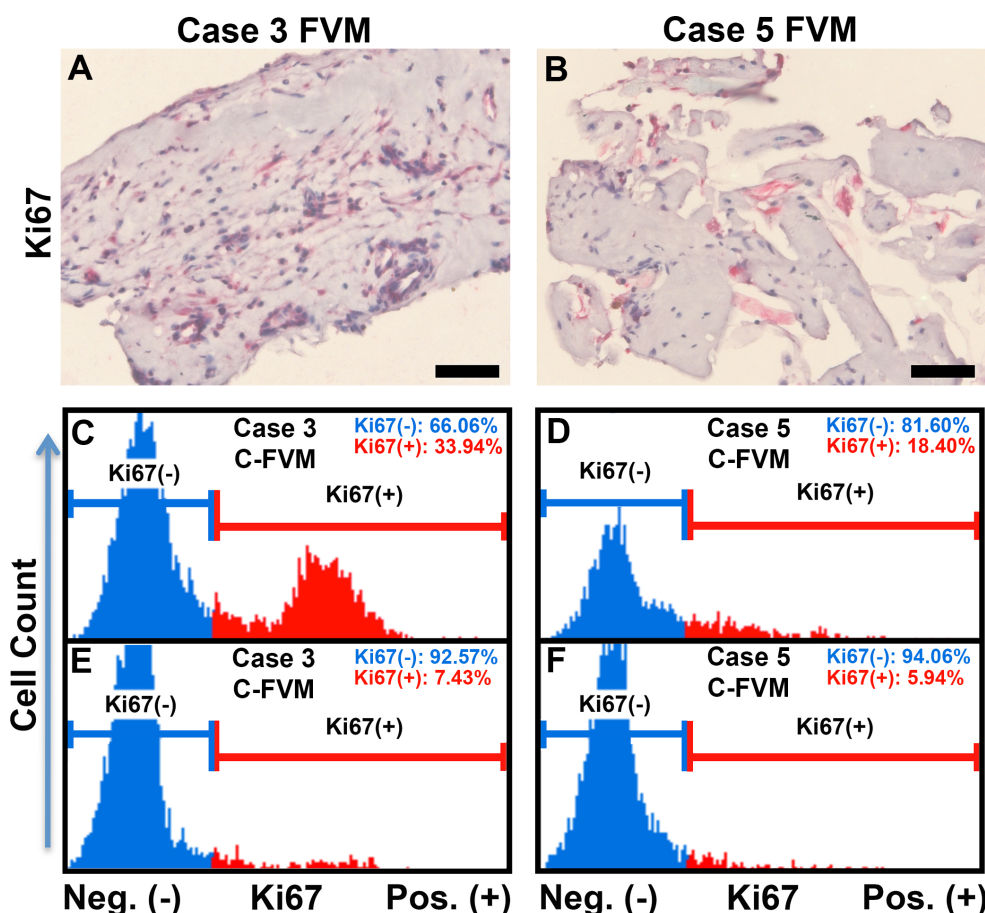 Case 3 FVM
Case 5 FVM
A
B
Ki67
C
Case 3
C-FVM
Ki67(-): 66.06%
Ki67(+): 33.94%
Ki67(-)
Ki67(+)
D
Case 5
C-FVM
Ki67(-): 81.60%
Ki67(+): 18.40%
Ki67(-)
Ki67(+)
Cell Count
E
Case 3
C-FVM
Ki67(-): 92.57%
Ki67(+): 7.43%
Ki67(-)
Ki67(+)
F
Case 5
C-FVM
Ki67(-): 94.06%
Ki67(+): 5.94%
Ki67(-)
Ki67(+)
Neg. (-) Ki67 Pos. (+)
Neg. (-) Ki67 Pos. (+)